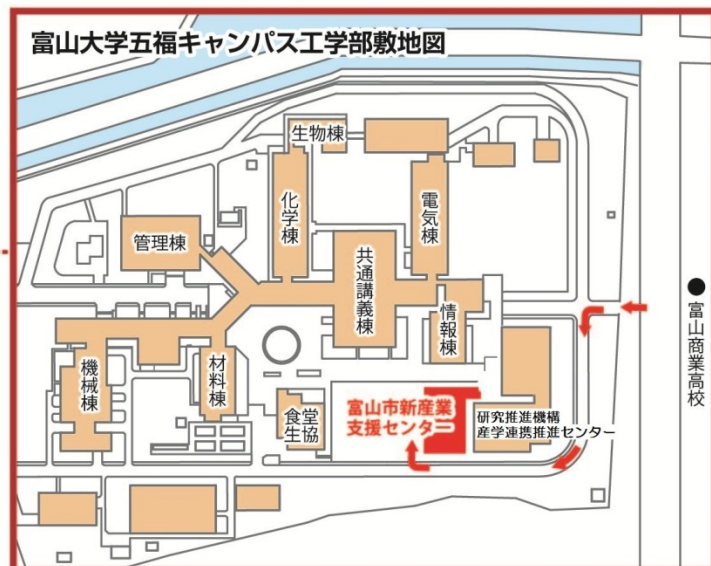 富山大学五福キャンパス工学部敷地図
生物棟
化学棟
電気棟
管理棟
共通講義棟
情報棟
機械棟
材料棟
食堂
生協
富山市新産業
支援センター
研究推進機構
産学連携推進センター
●富山商業高校